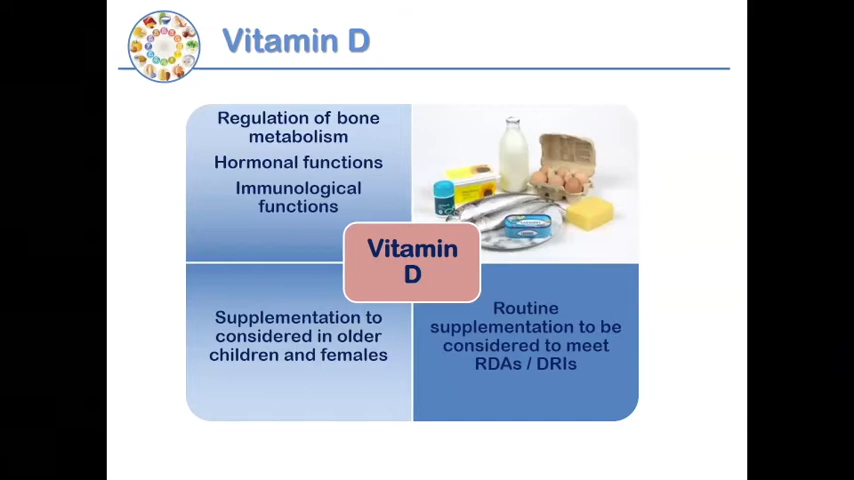 Vitamin D
Regulation of bone
metabolism
Hormonal functions
Immunological
functions
Vitamin
D
Supplementation to
considered in older
children and females
Routine
supplementation to be
considered to meet
RDAs / DRIs